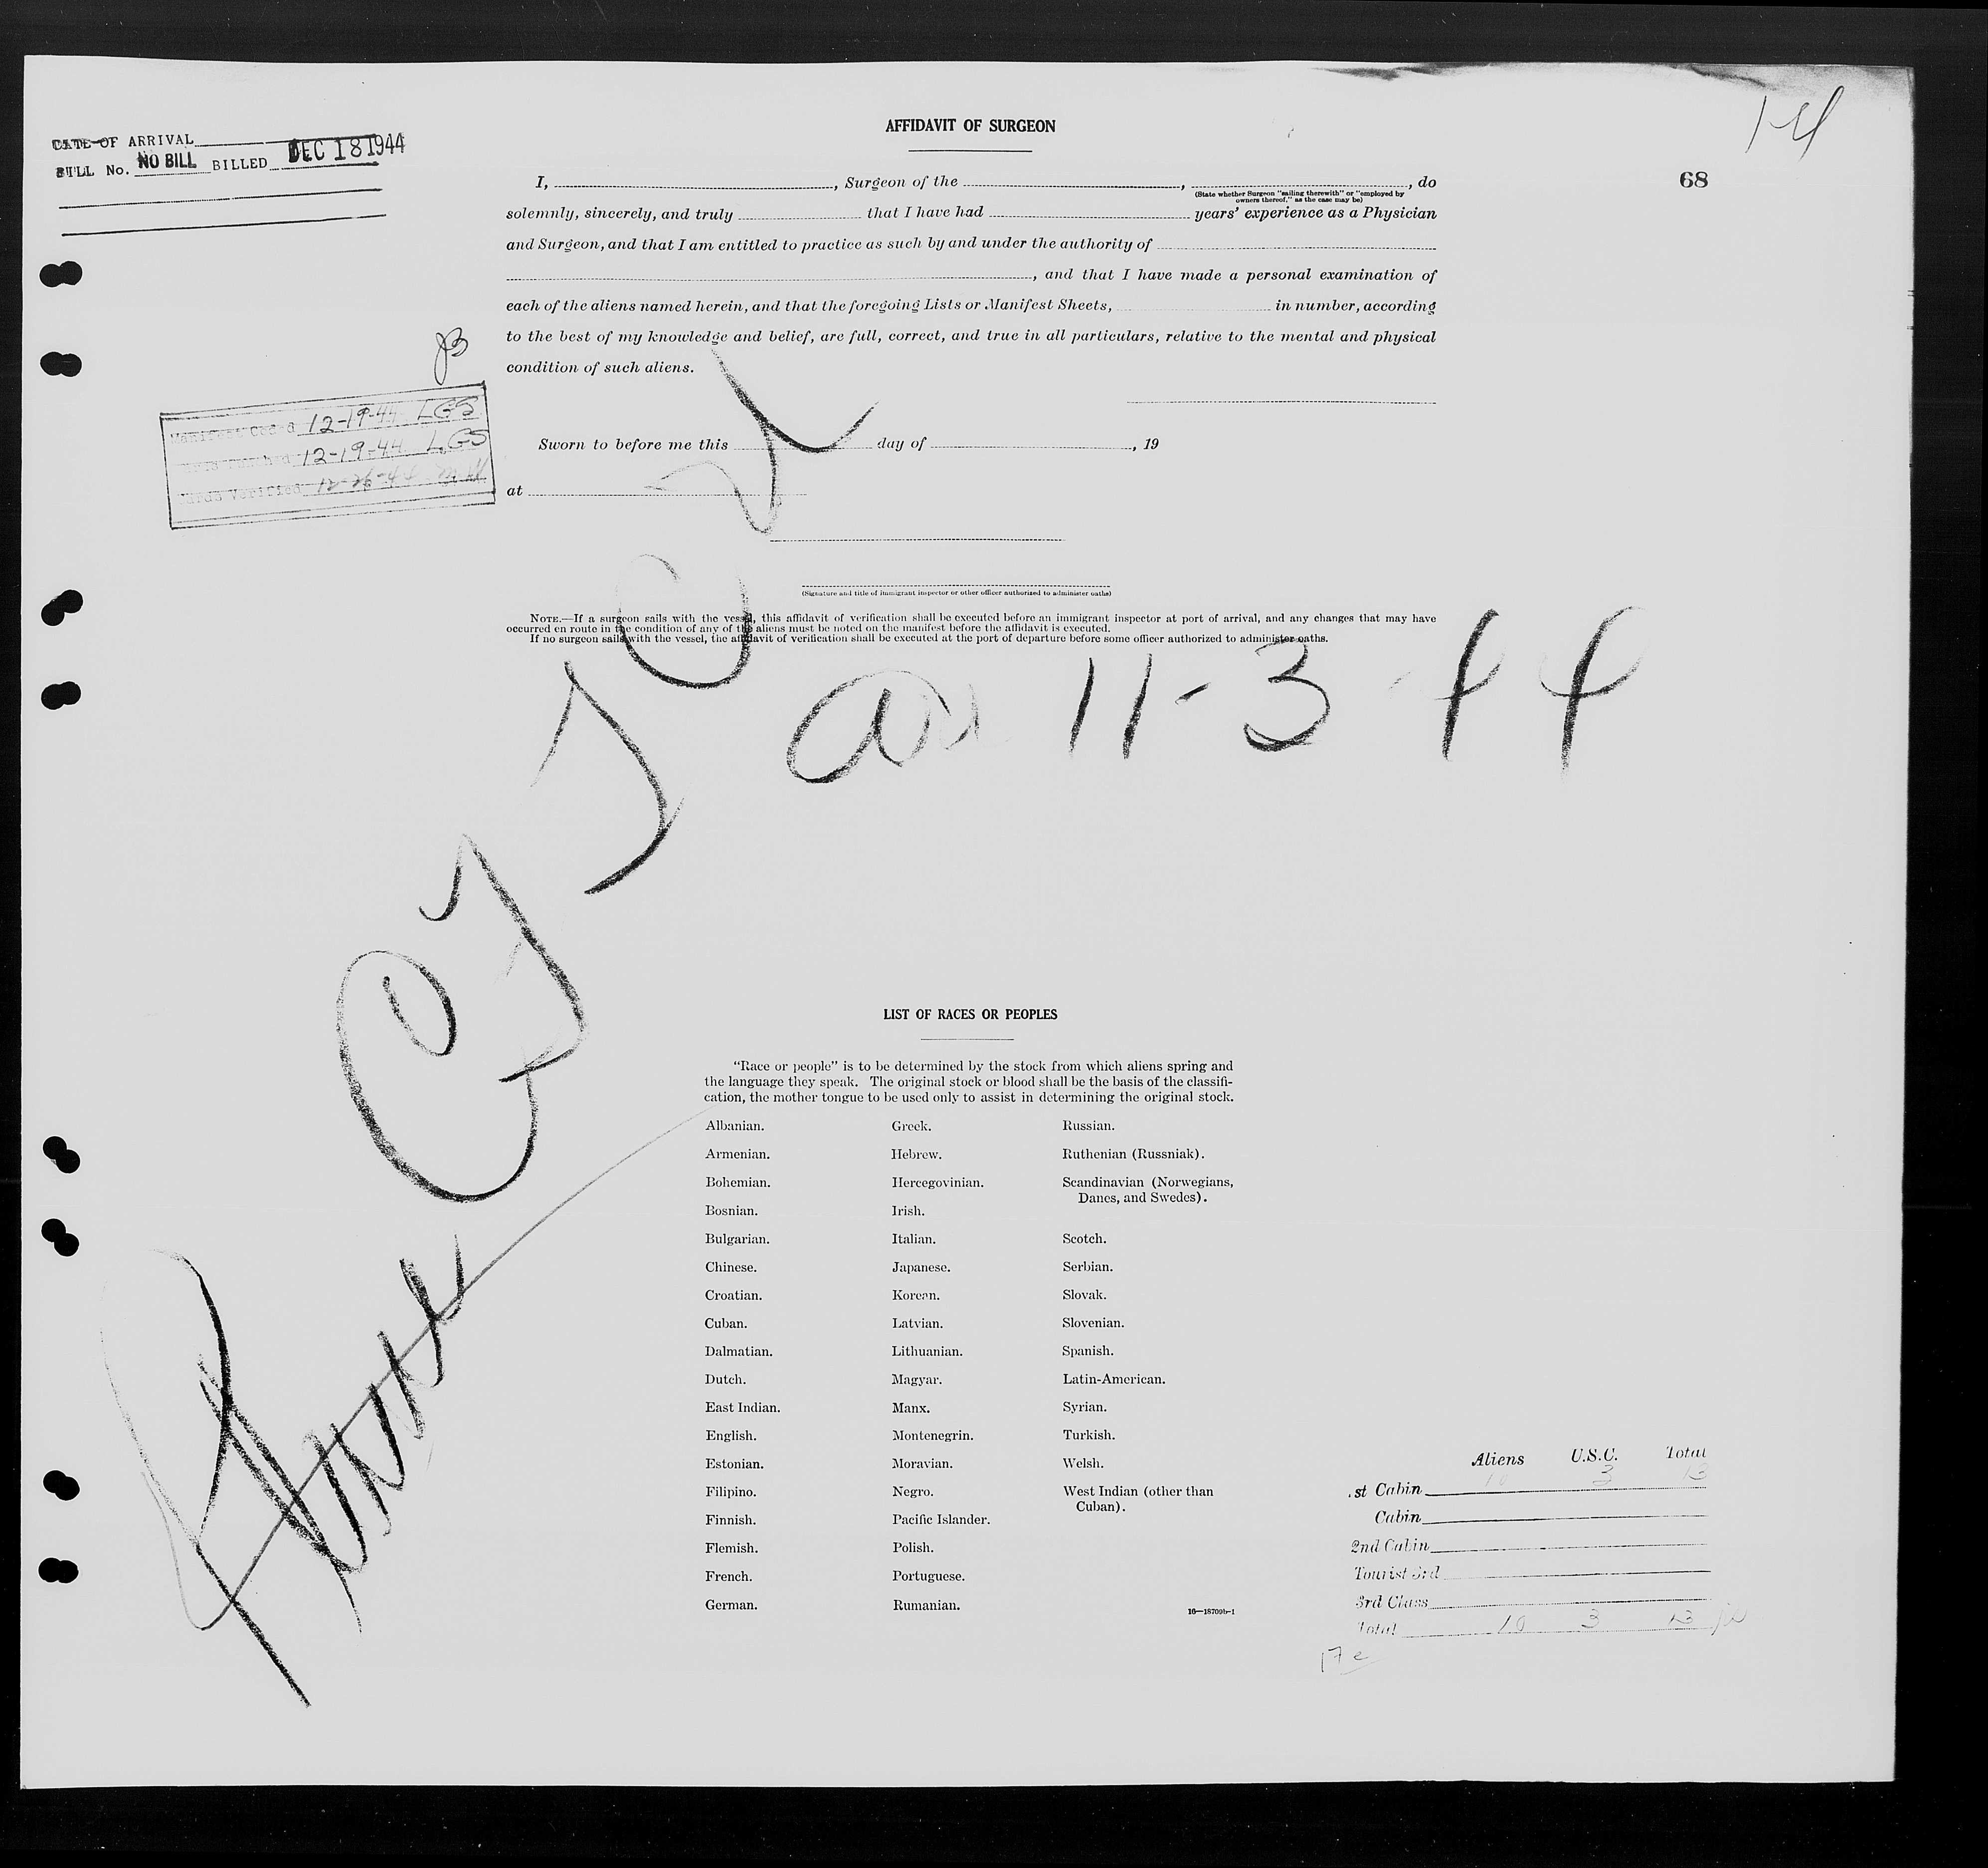 1-4
68
DATE OF ARRIVAL
BILL No. NO BILL BILLED DEC 18 1944
AFFIDAVIT OF SURGEON
I, , Surgeon of the , , do
(State whether Surgeon "sailing therewith" or "employed by
owners thereof," as the case may be)
solemnly, sincerely, and truly that I have had years' experience as a Physician
and Surgeon, and that I am entitled to practice as such by and under the authority of
, and that I have made a personal examination of
each of the aliens named herein, and that the foregoing Lists or Manifest Sheets, in number, according
to the best of my knowledge and belief, are full, correct, and true in all particulars, relative to the mental and physical
condition of such aliens.
Manifest Coded 12-19-44 LGS
Cards Punched 12-19-44 LGS
Cards Verified 12-26-44
Sworn to before me this day of , 19
at
(Signature and title of immigrant inspector or other officer authorized to administer oaths)
NOTE.—If a surgeon sails with the vessel, this affidavit of verification shall be executed before an immigrant inspector at port of arrival, and any changes that may have
occurred en route in the condition of any of the aliens must be noted on the manifest before the affidavit is executed.
If no surgeon sails with the vessel, the affidavit of verification shall be executed at the port of departure before some officer authorized to administer oaths.
11-3-44
LIST OF RACES OR PEOPLES
"Race or people" is to be determined by the stock from which aliens spring and
the language they speak. The original stock or blood shall be the basis of the classifi-
cation, the mother tongue to be used only to assist in determining the original stock.
Albanian. Greek. Russian.
Armenian. Hebrew. Ruthenian (Russniak).
Bohemian. Hercegovinian. Scandinavian (Norwegians,
Danes, and Swedes).
Bosnian. Irish.
Bulgarian. Italian. Scotch.
Chinese. Japanese. Serbian.
Croatian. Korean. Slovak.
Cuban. Latvian. Slovenian.
Dalmatian. Lithuanian. Spanish.
Dutch. Magyar. Latin-American.
East Indian. Manx. Syrian.
English. Montenegrin. Turkish.
Estonian. Moravian. Welsh.
Filipino. Negro. West Indian (other than
Cuban).
Finnish. Pacific Islander.
Flemish. Polish.
French. Portuguese.
German. Rumanian.
16—18709b-1
Aliens U.S.C. Total
1st Cabin 10 3 13
Cabin
2nd Cabin
Tourist 3rd
3rd Class
Total 10 3 13
17